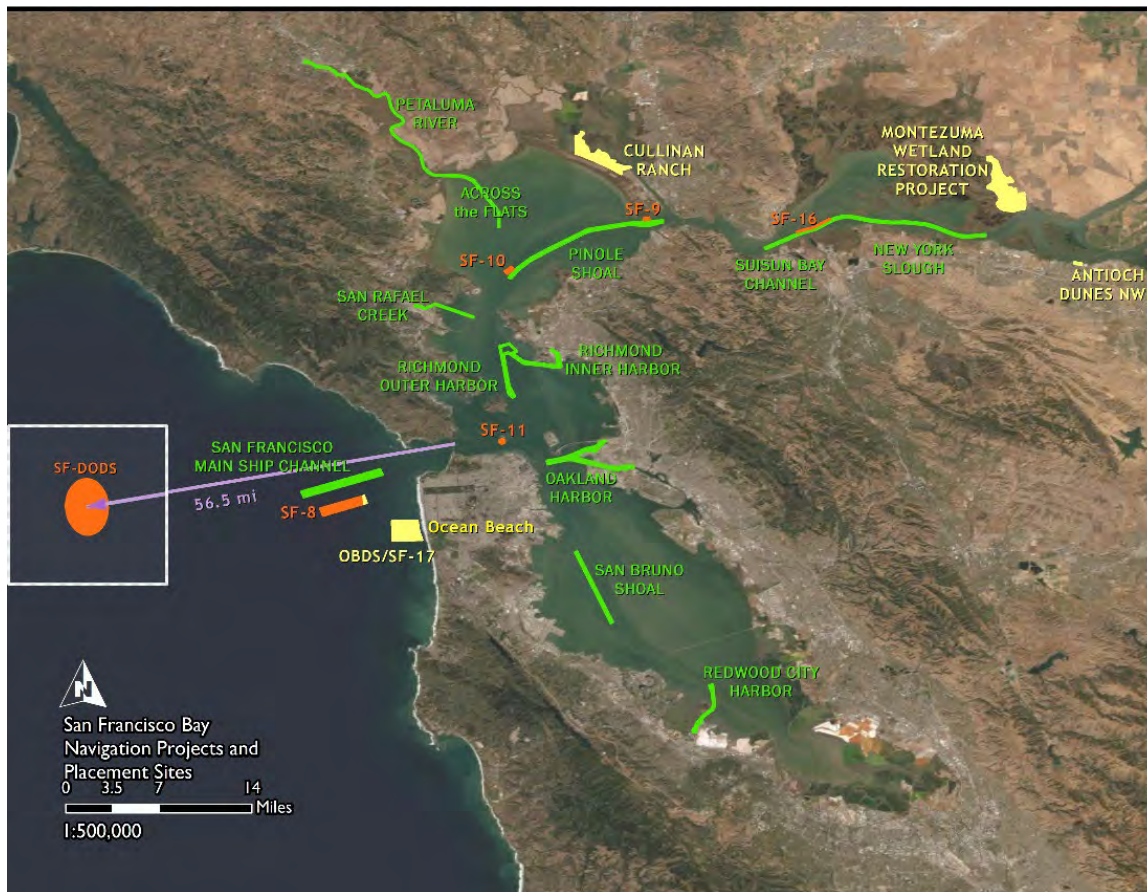 PETALUMA
RIVER
CULLINAN
RANCH
MONTEZUMA
WETLAND
RESTORATION
PROJECT
ACROSS
the FLATS
SF-9
SF-16
SF-10
PINOLE
SHOAL
SUISUN BAY
CHANNEL
NEW YORK
SLOUGH
ANTIOCH
DUNES NW
SAN RAFAEL
CREEK
RICHMOND
OUTER HARBOR
RICHMOND
INNER HARBOR
SF-11
SAN FRANCISCO
MAIN SHIP CHANNEL
SF-DODS
56.5 mi
SF-8
OAKLAND
HARBOR
Ocean Beach
OBDS/SF-17
SAN BRUNO
SHOAL
REDWOOD CITY
HARBOR
N
San Francisco Bay
Navigation Projects and
Placement Sites
0 3.5 7 14
Miles
1:500,000